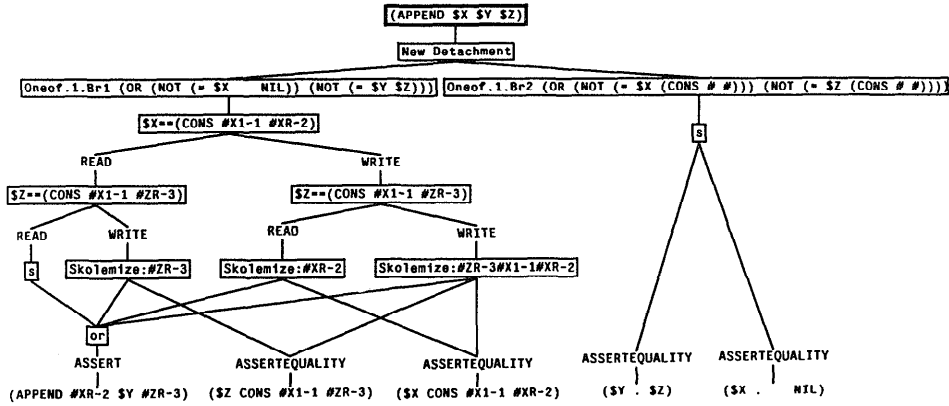 (APPEND $X $Y $Z)
New Detachment
Oneof.1.Br1 (OR (NOT (= $X NIL)) (NOT (= $Y $Z)))
Oneof.1.Br2 (OR (NOT (= $X (CONS # #))) (NOT (= $Z (CONS # #))))
$X==(CONS #X1-1 #XR-2)
s
READ
WRITE
$Z==(CONS #X1-1 #ZR-3)
$Z==(CONS #X1-1 #ZR-3)
READ
WRITE
READ
WRITE
s
Skolemize:#ZR-3
Skolemize:#XR-2
Skolemize:#ZR-3#X1-1#XR-2
or
ASSERT
ASSERTEQUALITY
ASSERTEQUALITY
ASSERTEQUALITY
ASSERTEQUALITY
(APPEND #XR-2 $Y #ZR-3)
($Z CONS #X1-1 #ZR-3)
($X CONS #X1-1 #XR-2)
($Y . $Z)
($X . NIL)